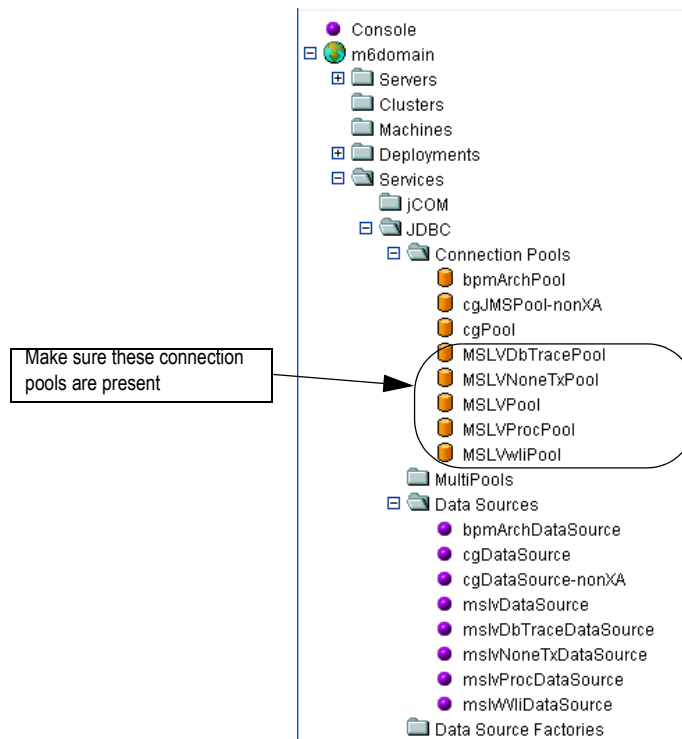 Console
m6domain
Servers
Clusters
Machines
Deployments
Services
jCOM
JDBC
Connection Pools
bpmArchPool
cgJMSPool-nonXA
cgPool
MSLVDbTracePool
MSLVNoneTxPool
MSLVPool
MSLVProcPool
MSLVwliPool
Make sure these connection
pools are present
MultiPools
Data Sources
bpmArchDataSource
cgDataSource
cgDataSource-nonXA
mslvDataSource
mslvDbTraceDataSource
mslvNoneTxDataSource
mslvProcDataSource
mslvWliDataSource
Data Source Factories